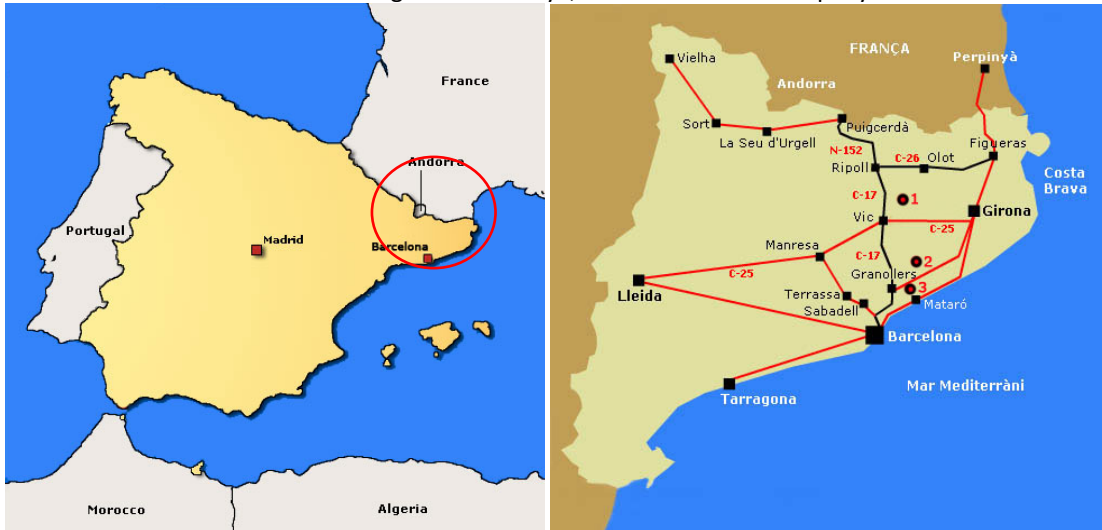 France
Andorra
Portugal
Madrid
Barcelona
Morocco
Algeria
FRANÇA
Vielha
Perpinyà
Andorra
Sort
Puigcerdà
La Seu d'Urgell
N-152
Figueras
C-26
Olot
Ripoll
Costa
Brava
C-17
1
Girona
Vic
C-25
Manresa
C-17
2
C-25
Granollers
3
Lleida
Terrassa
Mataró
Sabadell
Barcelona
Mar Mediterràni
Tarragona